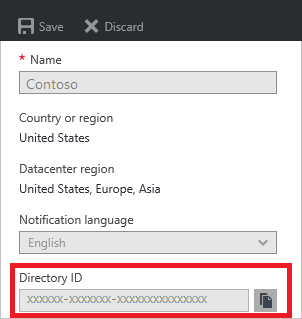 Save Discard
* Name
Contoso
Country or region
United States
Datacenter region
United States, Europe, Asia
Notification language
English
Directory ID
xxxxxx-xxxxxxx-xxxxxxxxxxxxxxx